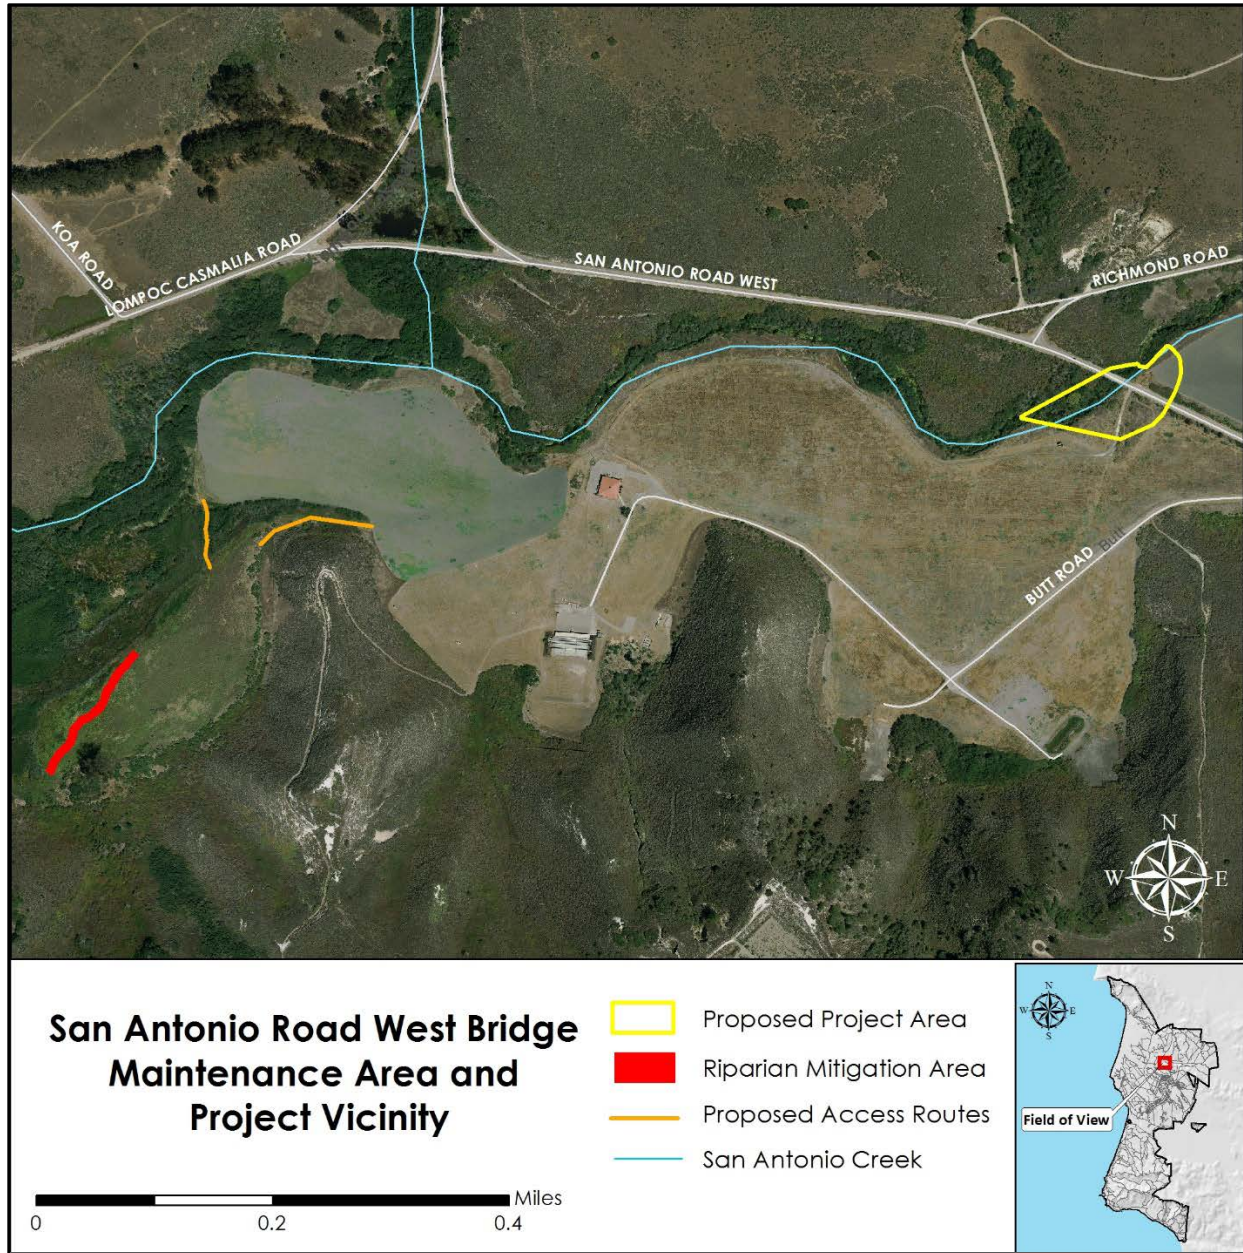 KOA ROAD
LOMPOC CASMALIA ROAD
SAN ANTONIO ROAD WEST
RICHMOND ROAD
BUTT ROAD
Butt
N
W E
S
San Antonio Road West Bridge
Maintenance Area and
Project Vicinity
Miles
0 0.2 0.4
Proposed Project Area
Riparian Mitigation Area
Proposed Access Routes
San Antonio Creek
N
W E
S
Field of View